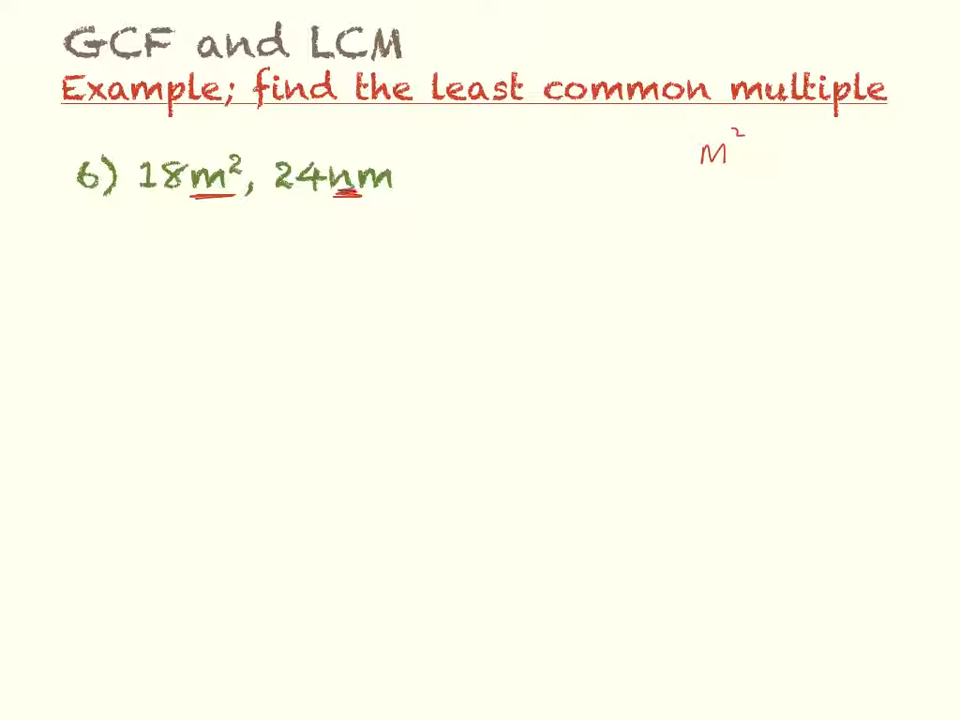 GCF and LCM
Example; find the least common multiple
m²
6) 18m², 24nm